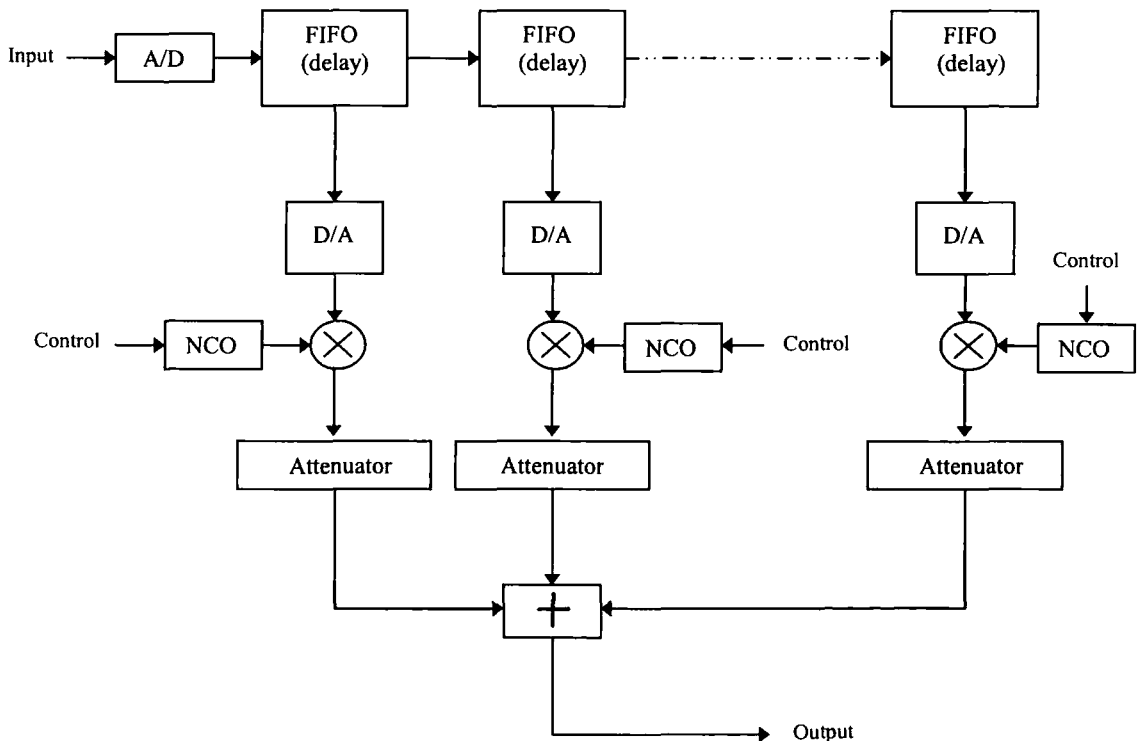 Input
A/D
FIFO
(delay)
FIFO
(delay)
FIFO
(delay)
D/A
D/A
D/A
Control
Control
NCO
NCO
Control
NCO
Attenuator
Attenuator
Attenuator
+
Output